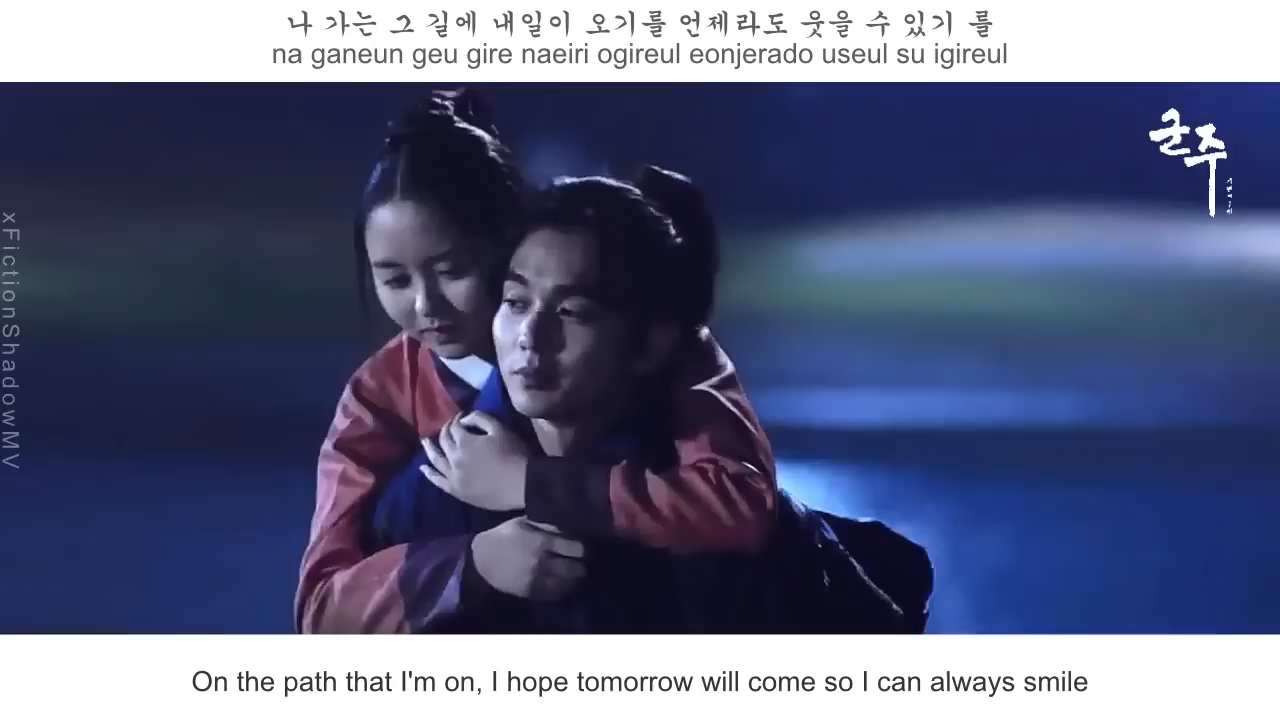 나 가는 그 길에 내일이 오기를 언제라도 웃을 수 있기 를
na ganeun geu gire naeiri ogireul eonjerado useul su igireul
군주
xFictionShadowMV
On the path that I'm on, I hope tomorrow will come so I can always smile